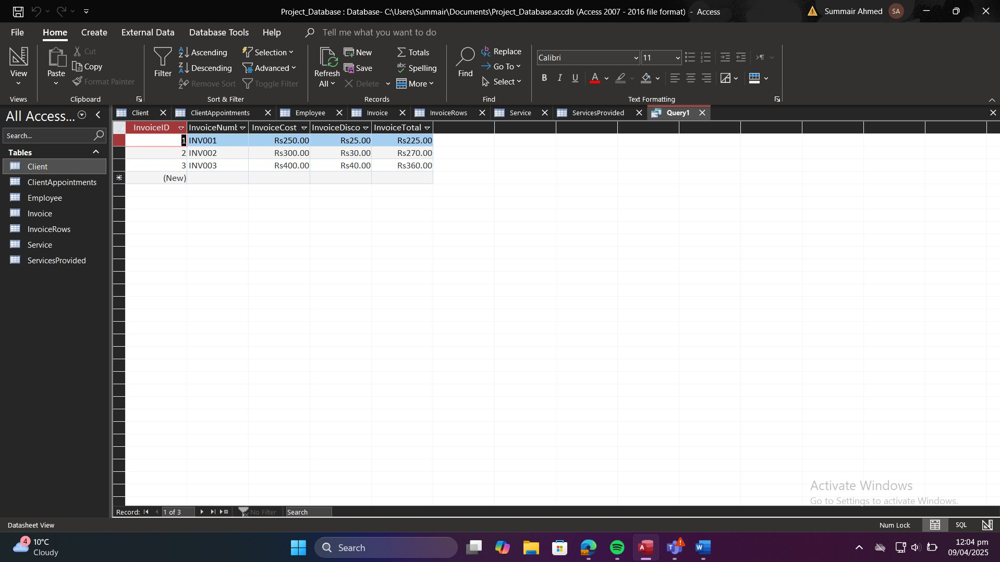 Project_Database : Database- C:\Users\Summair\Documents\Project_Database.accdb (Access 2007 - 2016 file format) - Access
Summair Ahmed SA
File Home Create External Data Database Tools Help Tell me what you want to do
View
Views
Paste
Cut
Copy
Format Painter
Clipboard
Filter
Ascending
Descending
Remove Sort
Selection
Advanced
Toggle Filter
Sort & Filter
Refresh
All
New
Save
Delete
Totals
Spelling
More
Records
Find
Replace
Go To
Select
Find
Calibri 11
B I U A
Text Formatting
All Access...
Search...
Tables
Client
ClientAppointments
Employee
Invoice
InvoiceRows
Service
ServicesProvided
Client ClientAppointments Employee Invoice InvoiceRows Service ServicesProvided Query1
InvoiceID InvoiceNumb InvoiceCost InvoiceDisco InvoiceTotal
1 INV001 Rs250.00 Rs25.00 Rs225.00
2 INV002 Rs300.00 Rs30.00 Rs270.00
3 INV003 Rs400.00 Rs40.00 Rs360.00
(New)
Activate Windows
Go to Settings to activate Windows.
Record: 1 of 3 No Filter Search
Datasheet View
Num Lock SQL
4
10°C
Cloudy
Search
12:04 pm
09/04/2025